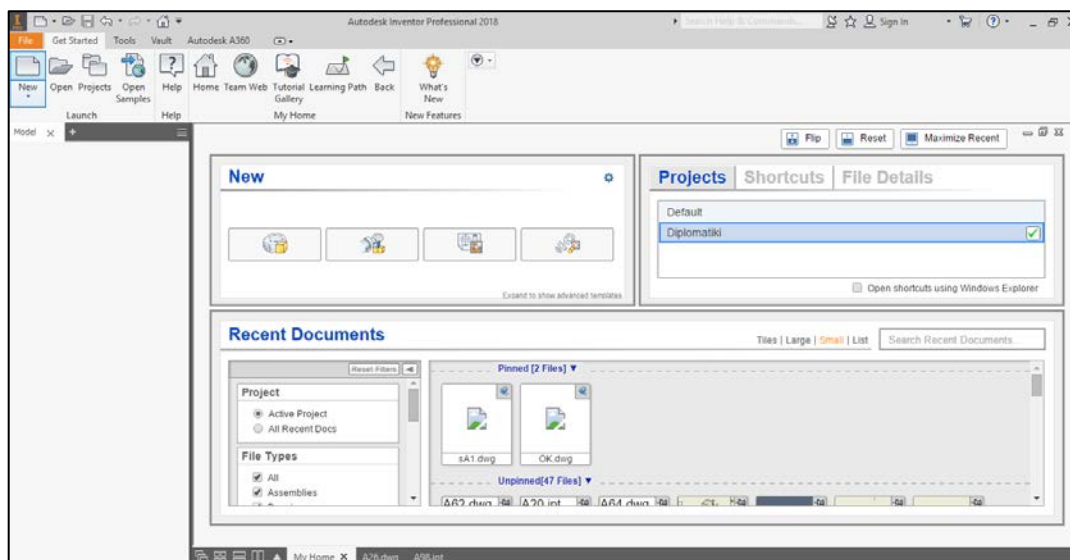 Autodesk Inventor Professional 2018
Search Help & Commands...
Sign In
File Get Started Tools Vault Autodesk A360
New Open Projects Open Samples Help Home Team Web Tutorial Gallery Learning Path Back What's New
Launch Help My Home New Features
Model
Flip Reset Maximize Recent
New
Expand to show advanced templates
Projects Shortcuts File Details
Default
Diplomatiki
Open shortcuts using Windows Explorer
Recent Documents
Tiles | Large | Small | List
Search Recent Documents...
Reset Filters
Project
Active Project
All Recent Docs
File Types
All
Assemblies
Pinned [2 Files]
sA1.dwg OK.dwg
Unpinned[47 Files]
A62.dwg A20.ipt A64.dwg
My Home A26.dwg A98.ipt